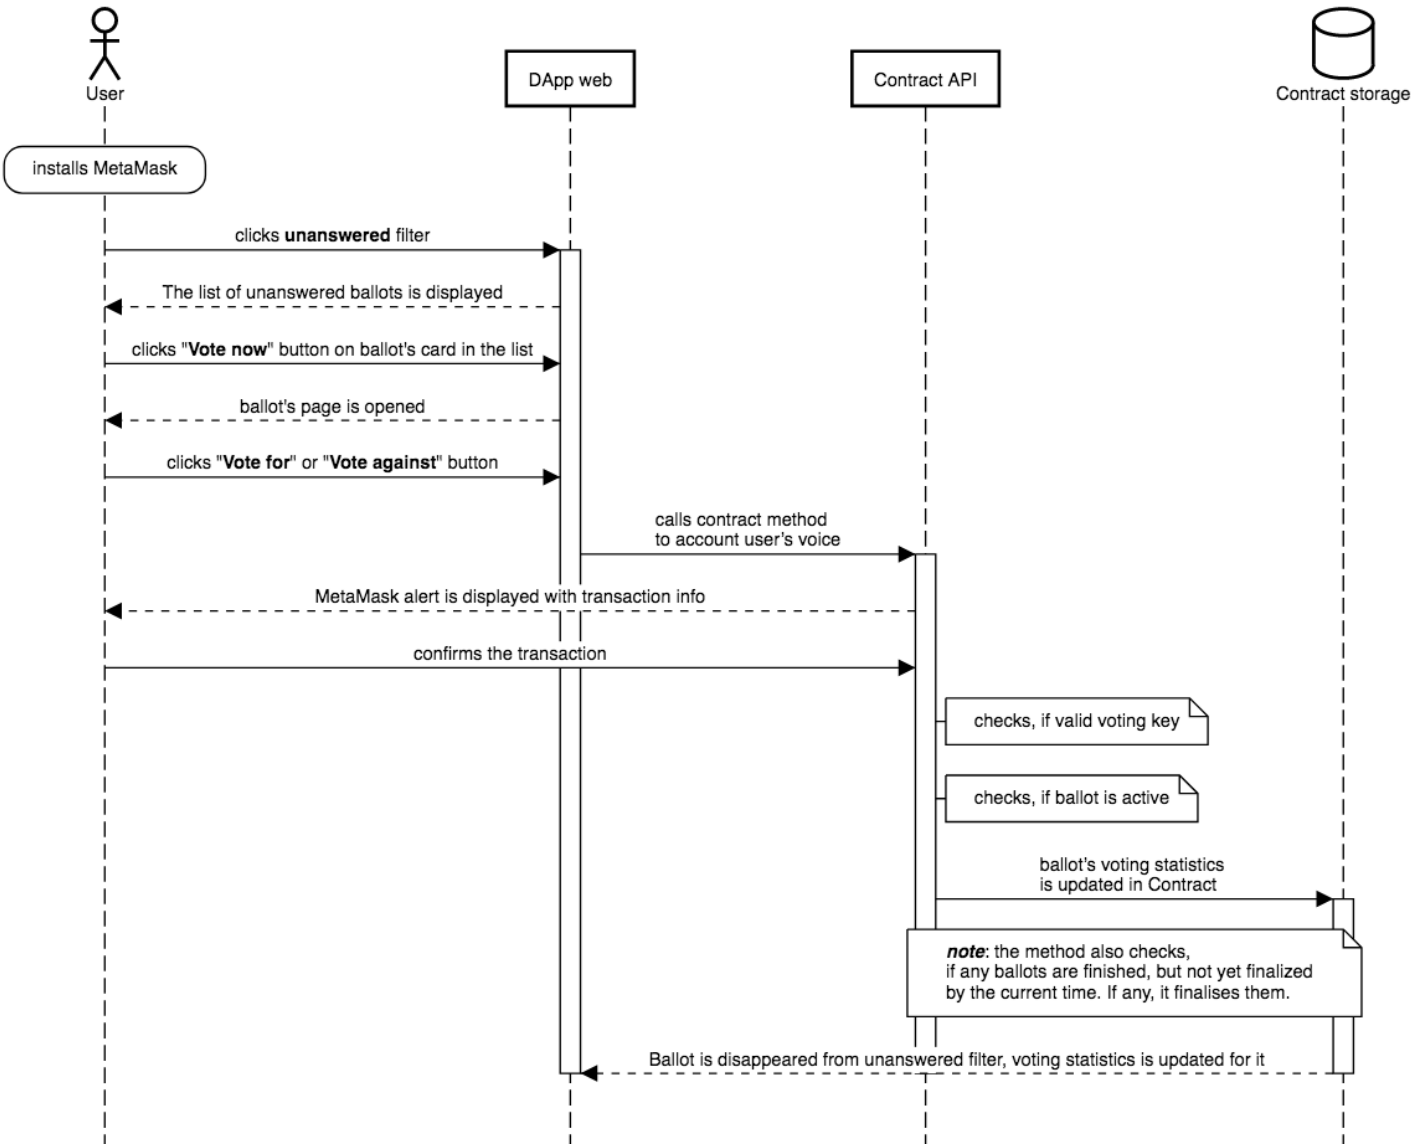 User
DApp web
Contract API
Contract storage
installs MetaMask
clicks unanswered filter
The list of unanswered ballots is displayed
clicks "Vote now" button on ballot's card in the list
ballot's page is opened
clicks "Vote for" or "Vote against" button
calls contract method
to account user's voice
MetaMask alert is displayed with transaction info
confirms the transaction
checks, if valid voting key
checks, if ballot is active
ballot's voting statistics
is updated in Contract
note: the method also checks,
if any ballots are finished, but not yet finalized
by the current time. If any, it finalises them.
Ballot is disappeared from unanswered filter, voting statistics is updated for it